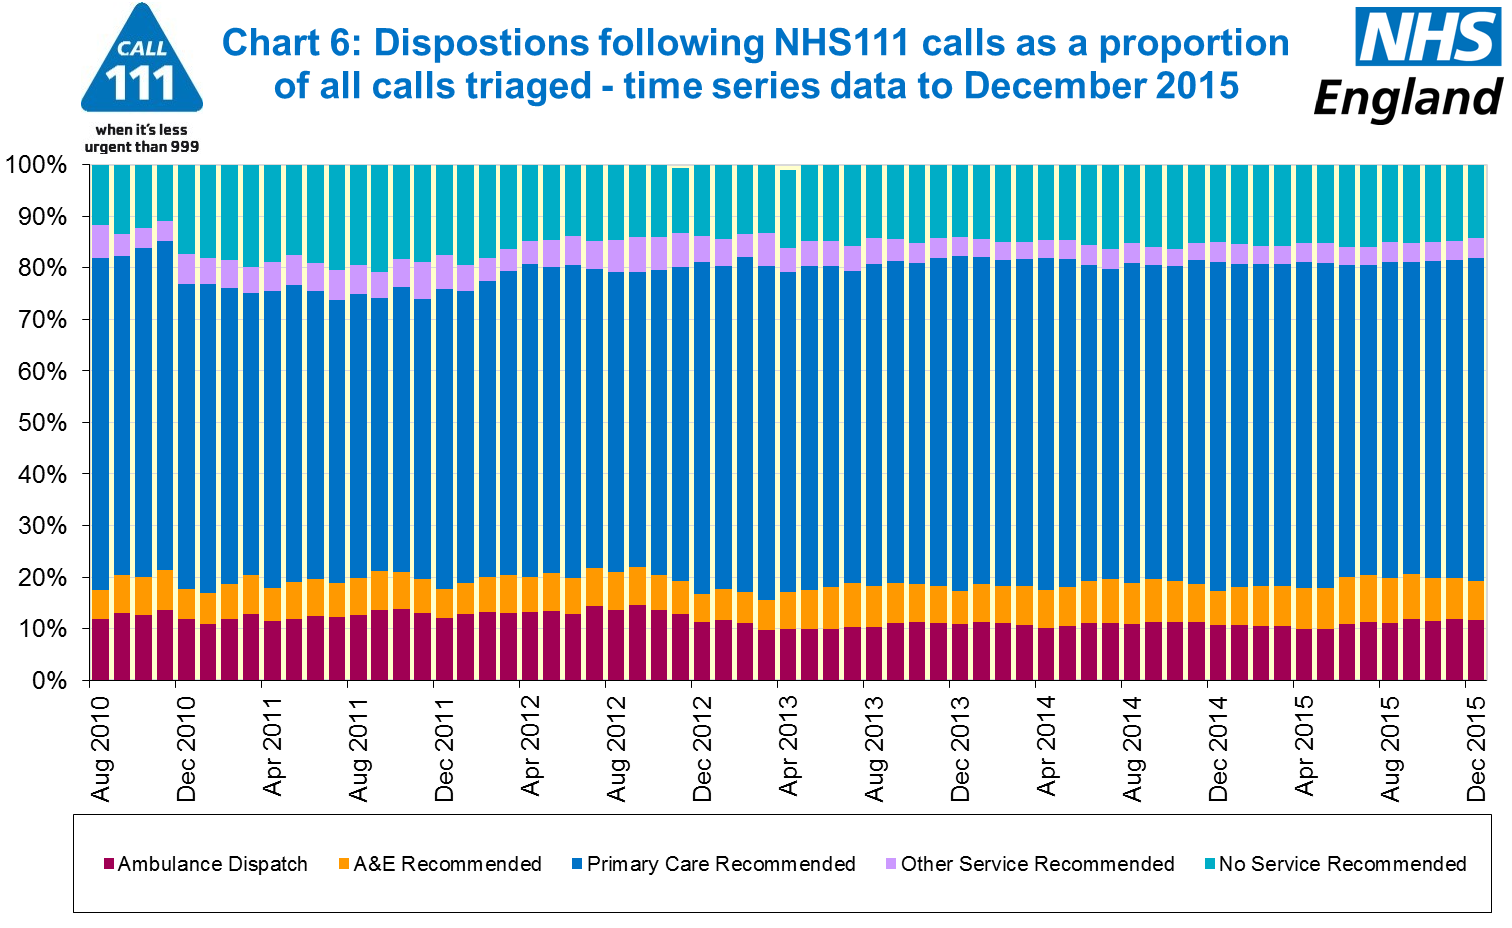 CALL
111
when it's less
urgent than 999
Chart 6: Dispostions following NHS111 calls as a proportion
of all calls triaged - time series data to December 2015
NHS
England
100%
90%
80%
70%
60%
50%
40%
30%
20%
10%
0%
Aug 2010
Dec 2010
Apr 2011
Aug 2011
Dec 2011
Apr 2012
Aug 2012
Dec 2012
Apr 2013
Aug 2013
Dec 2013
Apr 2014
Aug 2014
Dec 2014
Apr 2015
Aug 2015
Dec 2015
Ambulance Dispatch
A&E Recommended
Primary Care Recommended
Other Service Recommended
No Service Recommended